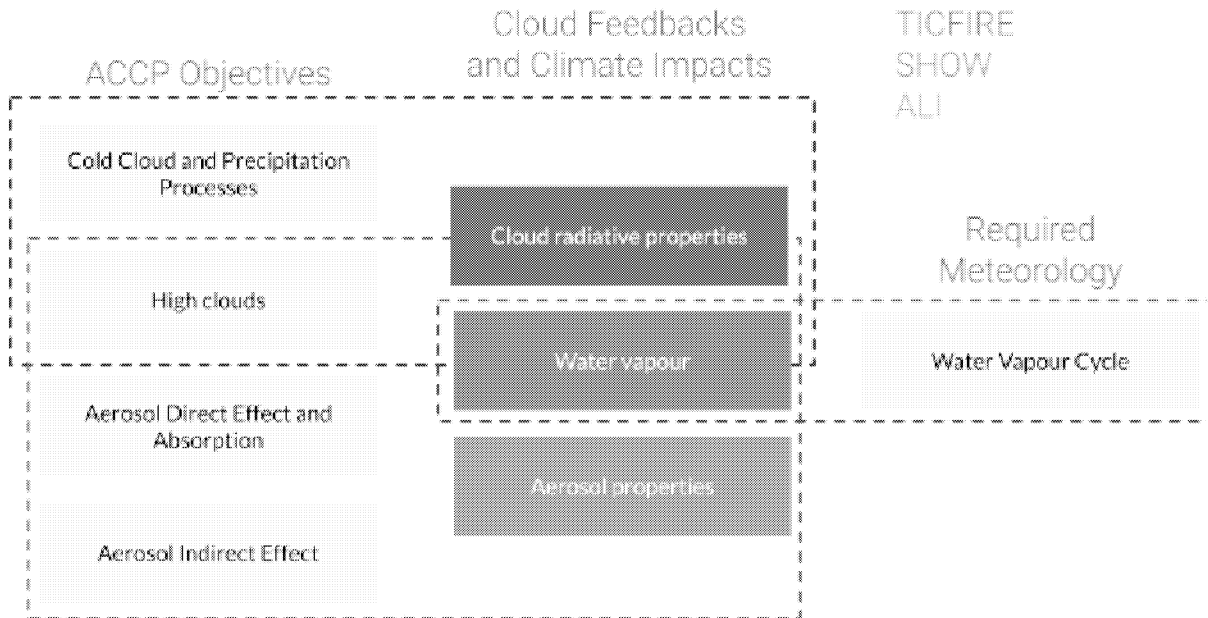 Cloud Feedbacks
and Climate Impacts
TICFIRE
SHOW
ALI
ACCP Objectives
Cold Cloud and Precipitation
Processes
Cloud radiative properties
Required
Meteorology
High clouds
Water vapour
Water Vapour Cycle
Aerosol Direct Effect and
Absorption
Aerosol properties
Aerosol Indirect Effect